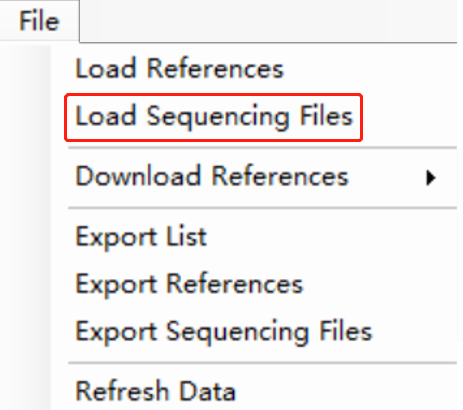 File
Load References
Load Sequencing Files
Download References
Export List
Export References
Export Sequencing Files
Refresh Data